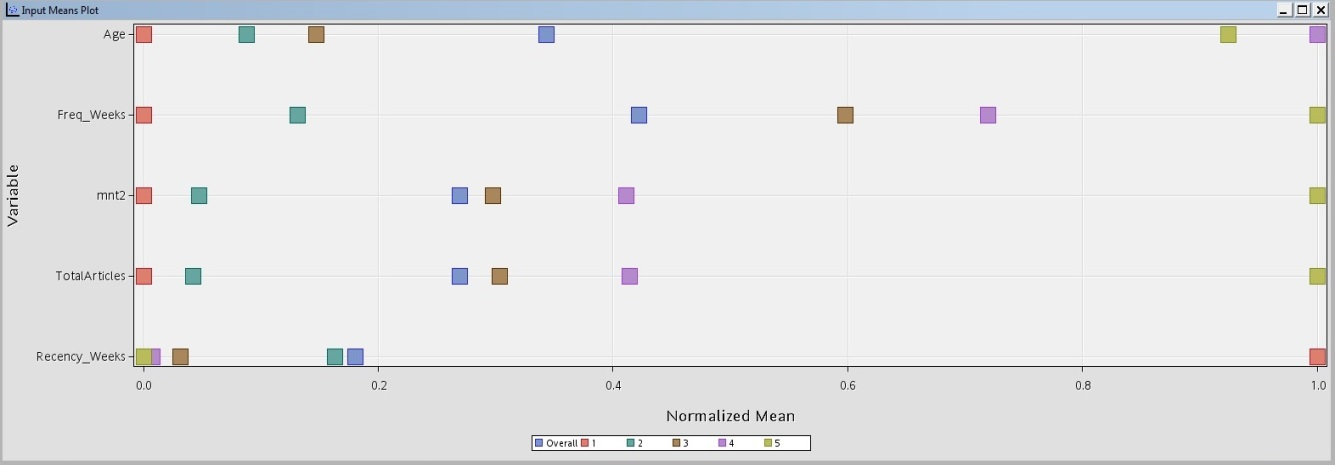 Input Means Plot
Variable
Age
Freq_Weeks
mnt2
TotalArticles
Recency_Weeks
0.0 0.2 0.4 0.6 0.8 1.0
Normalized Mean
Overall 1 2 3 4 5